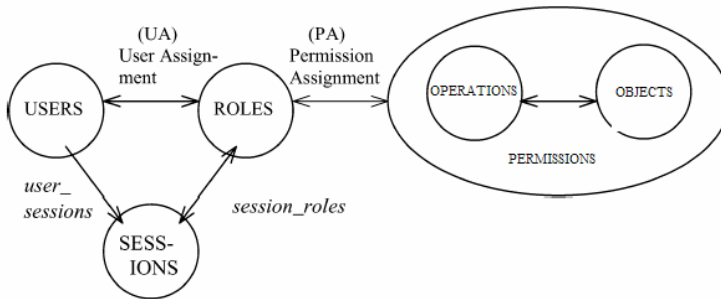 (UA)
User Assign-
ment
(PA)
Permission
Assignment
USERS
ROLES
OPERATIONS
OBJECTS
PERMISSIONS
user_
sessions
session_roles
SESS-
IONS